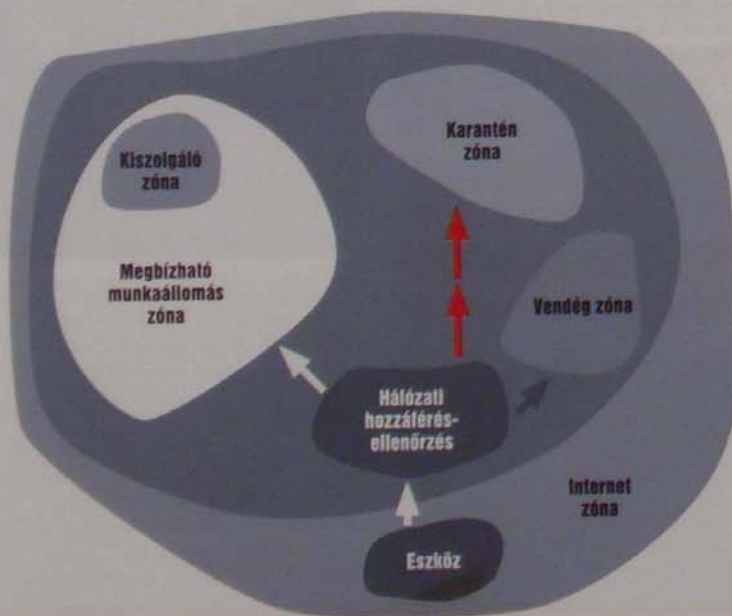 Kiszolgáló
zóna
Karantén
zóna
Megbízható
munkaállomás
zóna
Vendég zóna
Hálózati
hozzáférés-
ellenőrzés
Internet
zóna
Eszköz